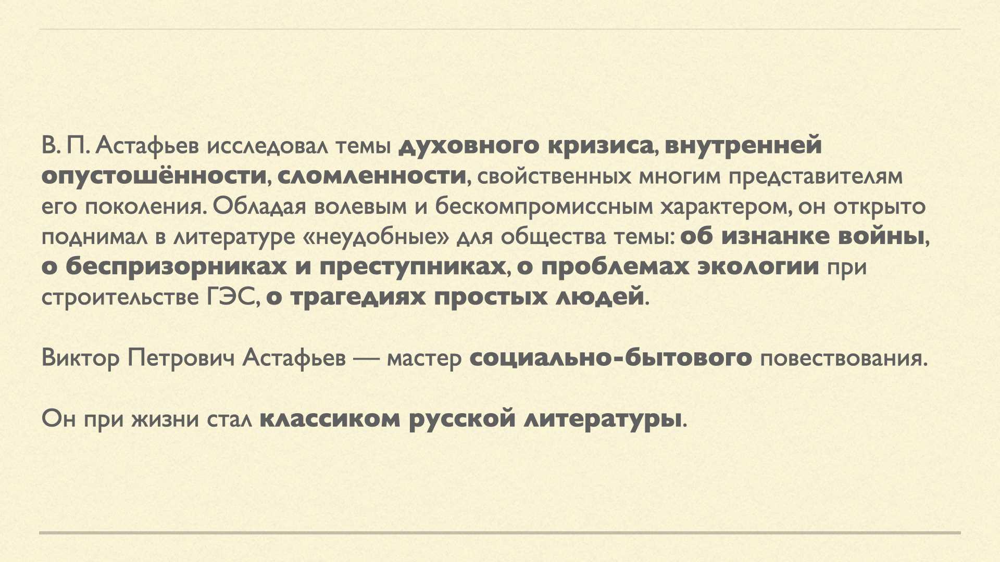 В. П. Астафьев исследовал темы духовного кризиса, внутренней
опустошённости, сломленности, свойственных многим представителям
его поколения. Обладая волевым и бескомпромиссным характером, он открыто
поднимал в литературе «неудобные» для общества темы: об изнанке войны,
о беспризорниках и преступниках, о проблемах экологии при
строительстве ГЭС, о трагедиях простых людей.
Виктор Петрович Астафьев — мастер социально-бытового повествования.
Он при жизни стал классиком русской литературы.